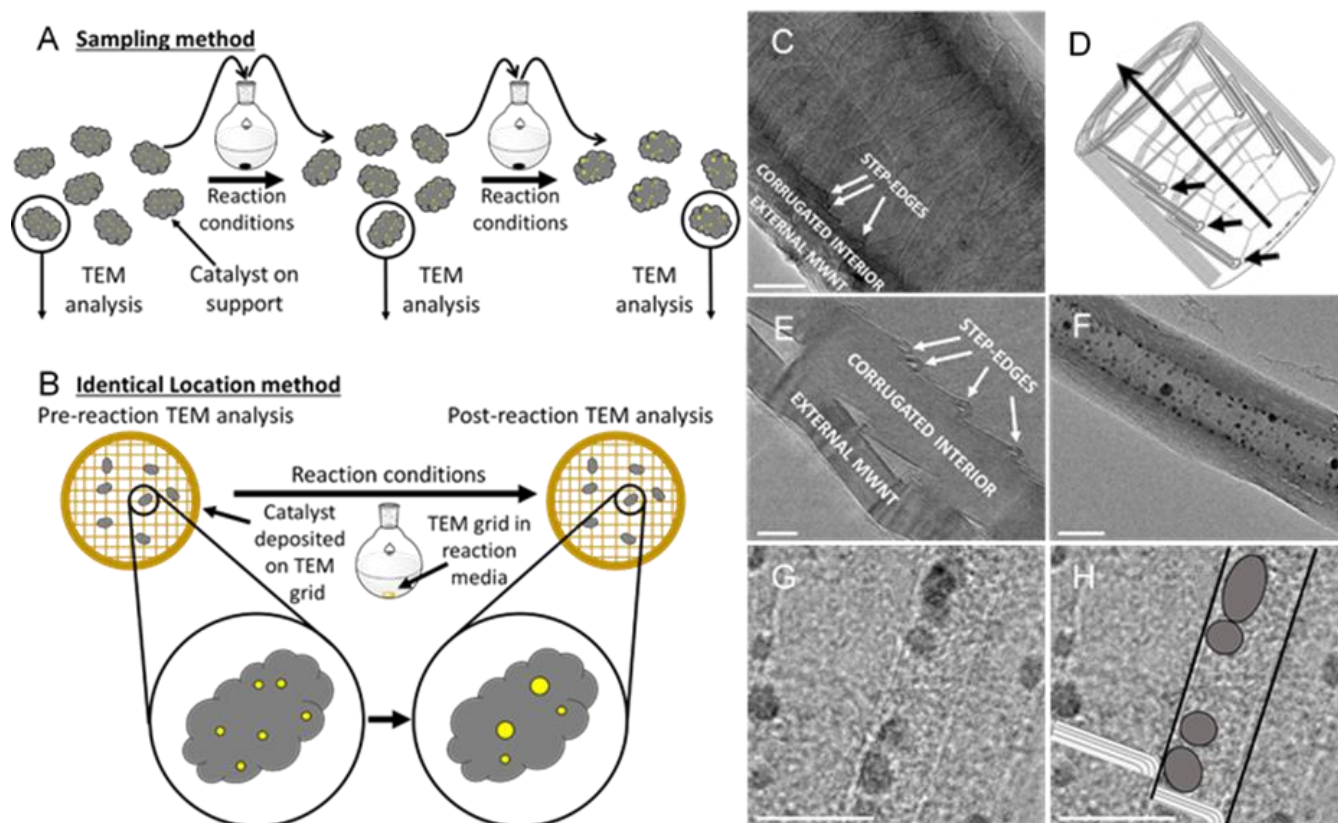 A Sampling method
Reaction
conditions
Reaction
conditions
TEM
analysis
Catalyst on
support
TEM
analysis
TEM
analysis
B Identical Location method
Pre-reaction TEM analysis
Post-reaction TEM analysis
Reaction conditions
Catalyst
deposited
on TEM
grid
TEM grid in
reaction
media
C
STEP-EDGES
CORRUGATED INTERIOR
EXTERNAL MWNT
D
E
STEP-EDGES
CORRUGATED INTERIOR
EXTERNAL MWNT
F
G
H